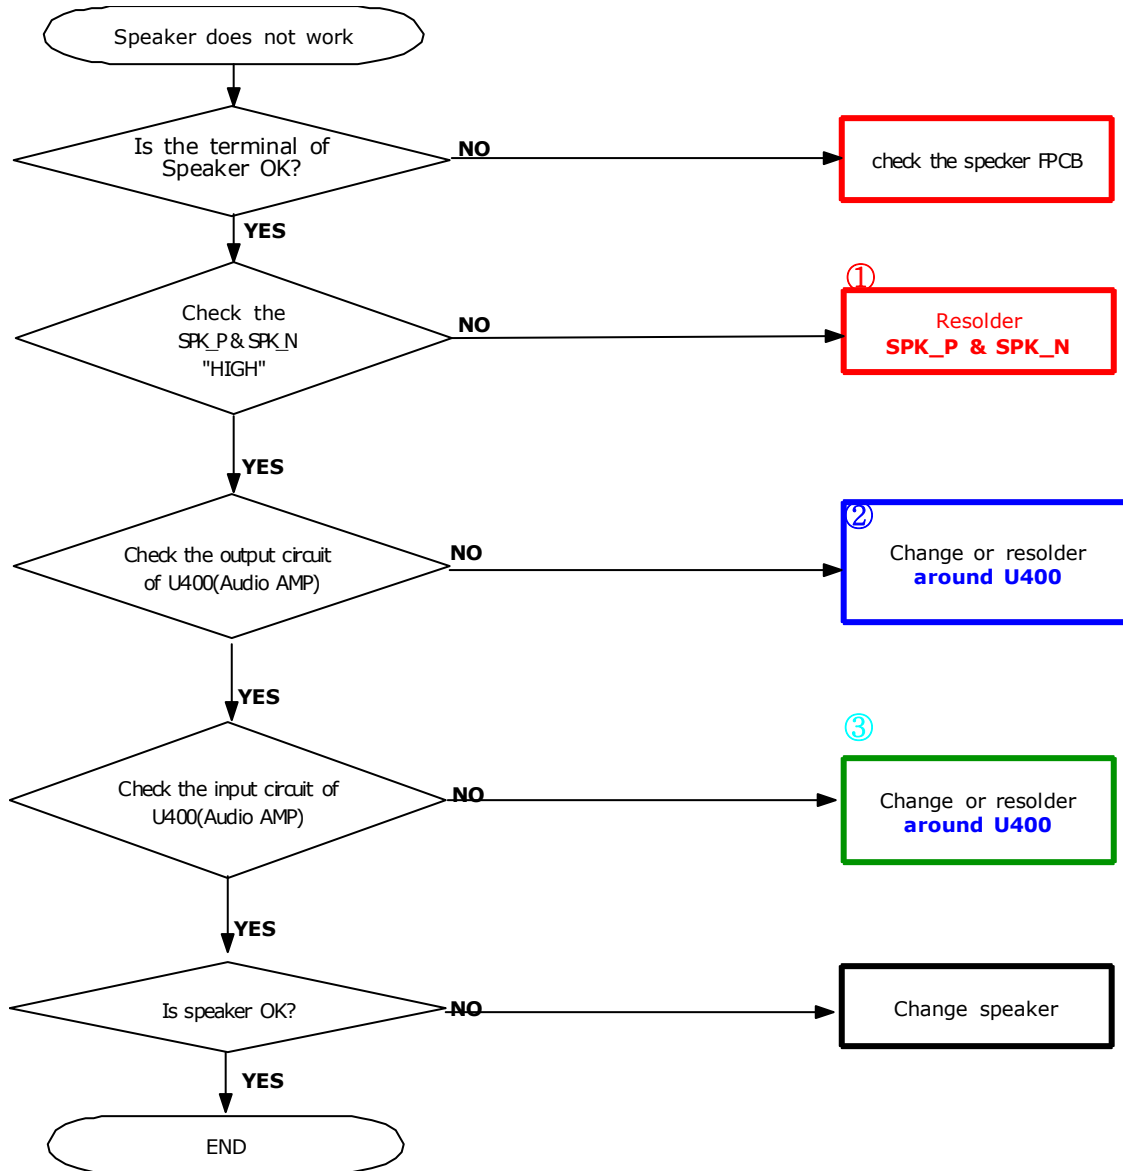 Speaker does not work
Is the terminal of
Speaker OK?
NO
check the specker FPCB
YES
Check the
SPK_P & SPK_N
"HIGH"
NO
①
Resolder
SPK_P & SPK_N
YES
Check the output circuit
of U400(Audio AMP)
NO
②
Change or resolder
around U400
YES
Check the input circuit of
U400(Audio AMP)
NO
③
Change or resolder
around U400
YES
Is speaker OK?
NO
Change speaker
YES
END